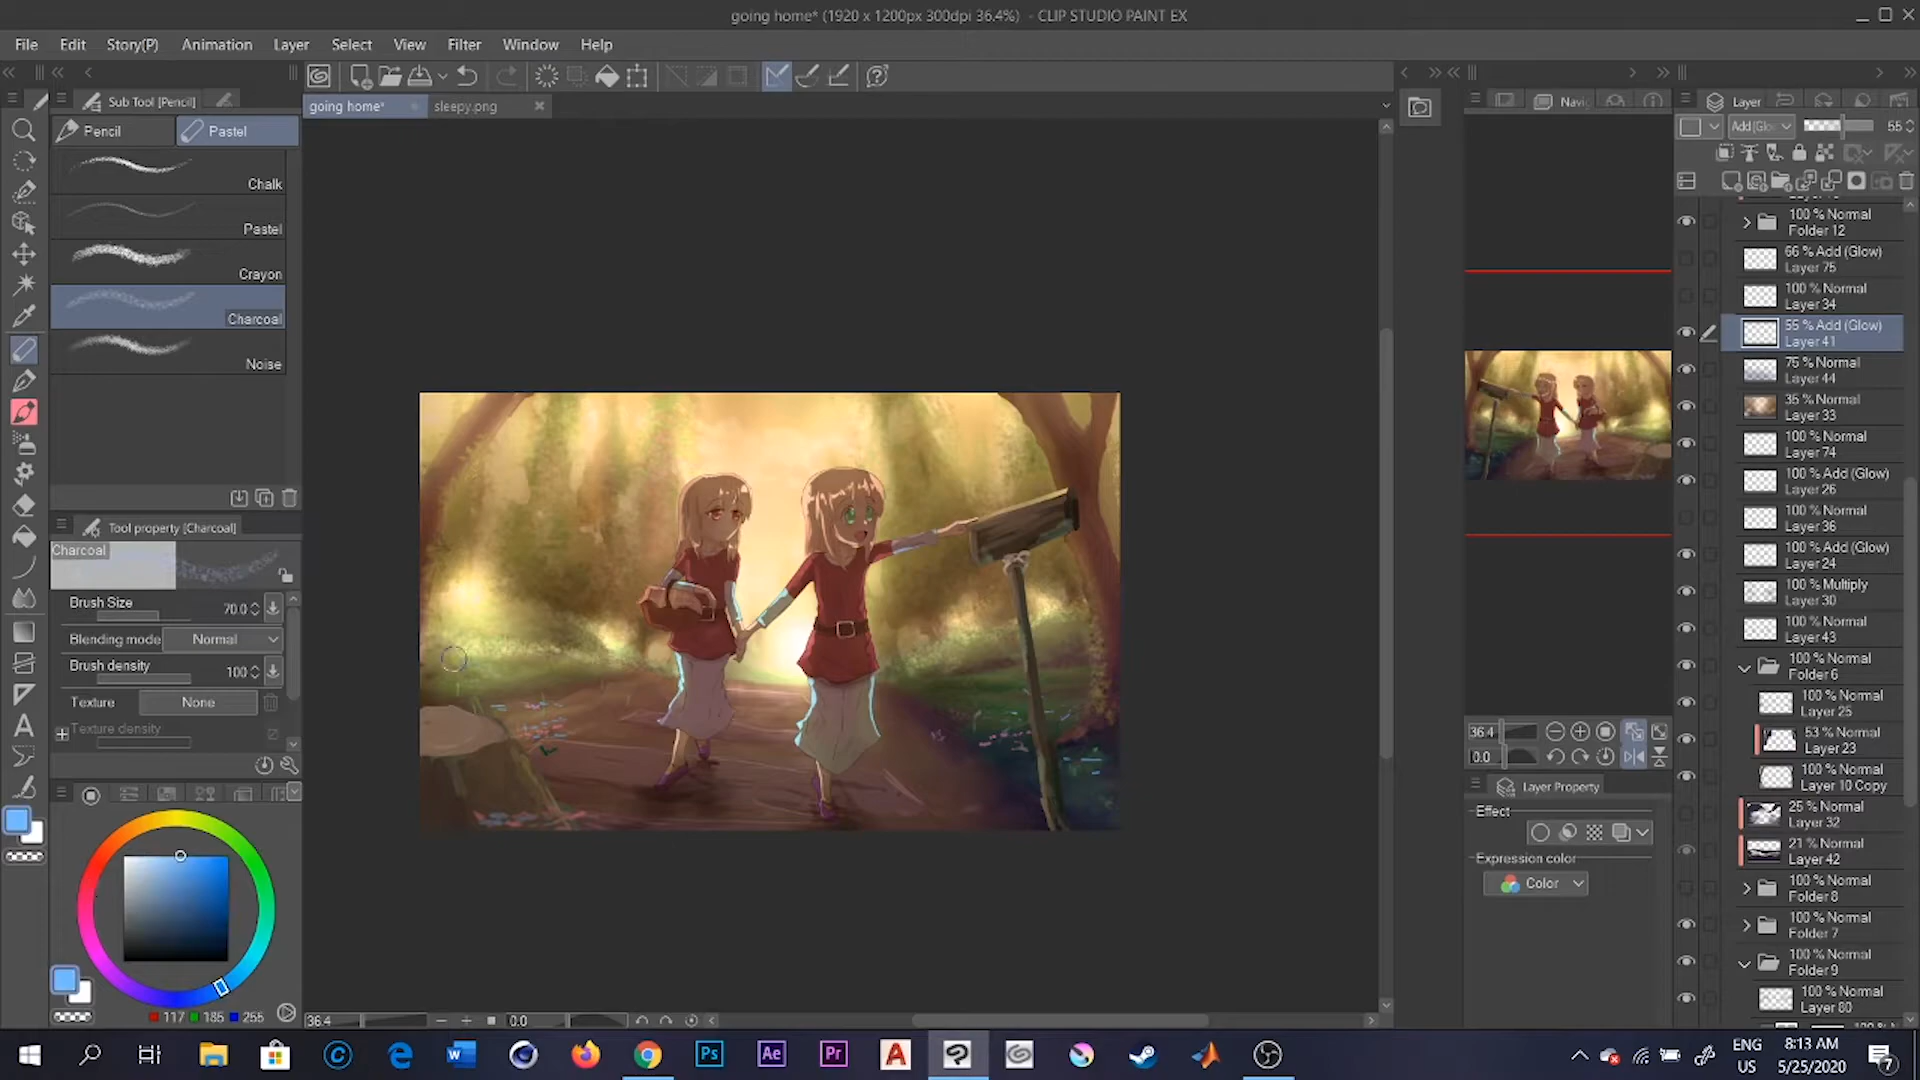 going home* (1920 x 1200px 300dpi 36.4%) - CLIP STUDIO PAINT EX
File Edit Story(P) Animation Layer Select View Filter Window Help
Sub Tool [Pencil]
Pencil Pastel
Chalk
Pastel
Crayon
Charcoal
Noise
Tool property [Charcoal]
Charcoal
Brush Size 70.0
Blending mode Normal
Brush density 100
Texture None
Texture density
117 185 255
going home* sleepy.png
36.4 0.0
Navi
36.4
0.0
Layer Property
Effect
Expression color
Color
Layer
Add (Glo 55
100 % Normal
Folder 12
66 % Add (Glow)
Layer 75
100 % Normal
Layer 34
55 % Add (Glow)
Layer 41
75 % Normal
Layer 44
35 % Normal
Layer 33
100 % Normal
Layer 74
100 % Add (Glow)
Layer 26
100 % Normal
Layer 36
100 % Add (Glow)
Layer 24
100 % Multiply
Layer 30
100 % Normal
Layer 43
100 % Normal
Folder 6
100 % Normal
Layer 25
53 % Normal
Layer 23
100 % Normal
Layer 10 Copy
25 % Normal
Layer 32
21 % Normal
Layer 42
100 % Normal
Folder 8
100 % Normal
Folder 7
100 % Normal
Folder 9
100 % Normal
Layer 80
Ps Ae Pr
ENG
US
8:13 AM
5/25/2020
7